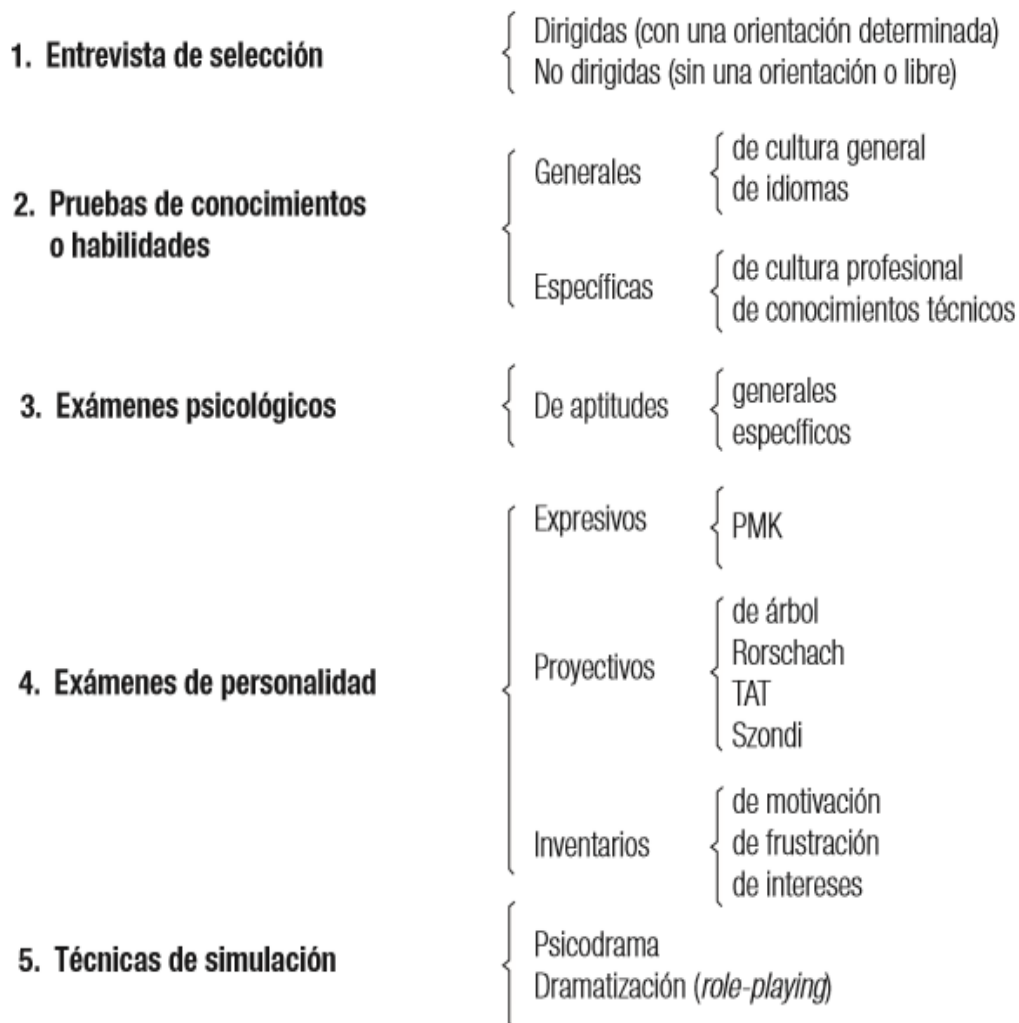 1. Entrevista de selección
Dirigidas (con una orientación determinada)
No dirigidas (sin una orientación o libre)
2. Pruebas de conocimientos
o habilidades
Generales
de cultura general
de idiomas
Específicas
de cultura profesional
de conocimientos técnicos
3. Exámenes psicológicos
De aptitudes
generales
específicos
4. Exámenes de personalidad
Expresivos
PMK
Proyectivos
de árbol
Rorschach
TAT
Szondi
Inventarios
de motivación
de frustración
de intereses
5. Técnicas de simulación
Psicodrama
Dramatización (role-playing)